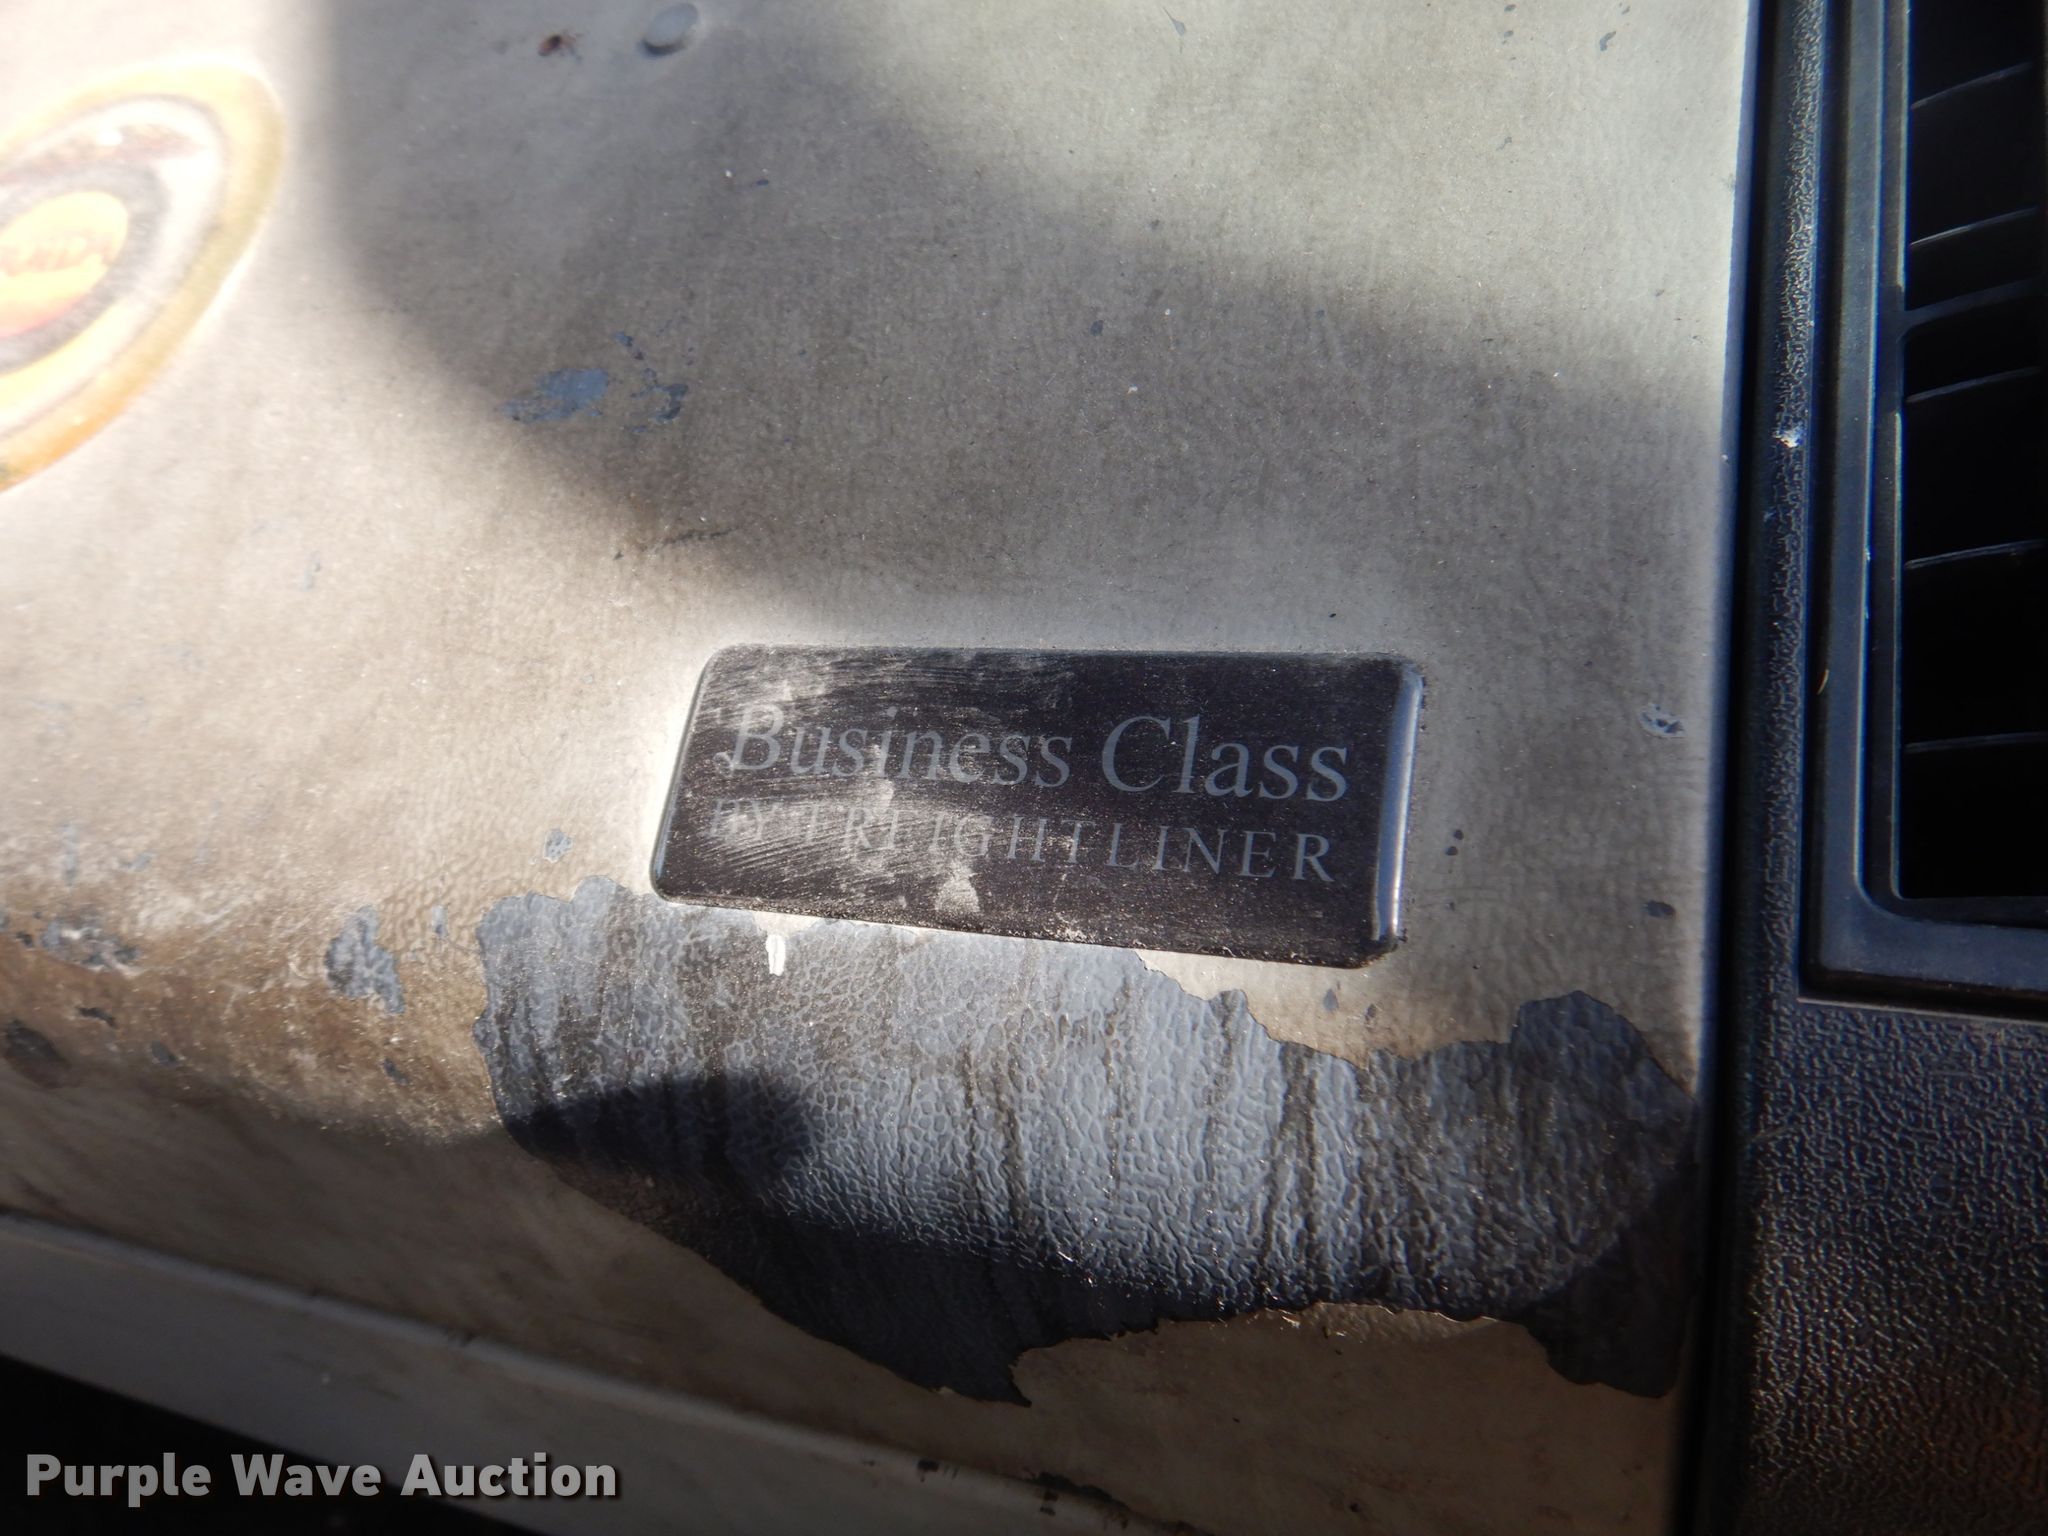 Business Class
BY FREIGHTLINER
Purple Wave Auction